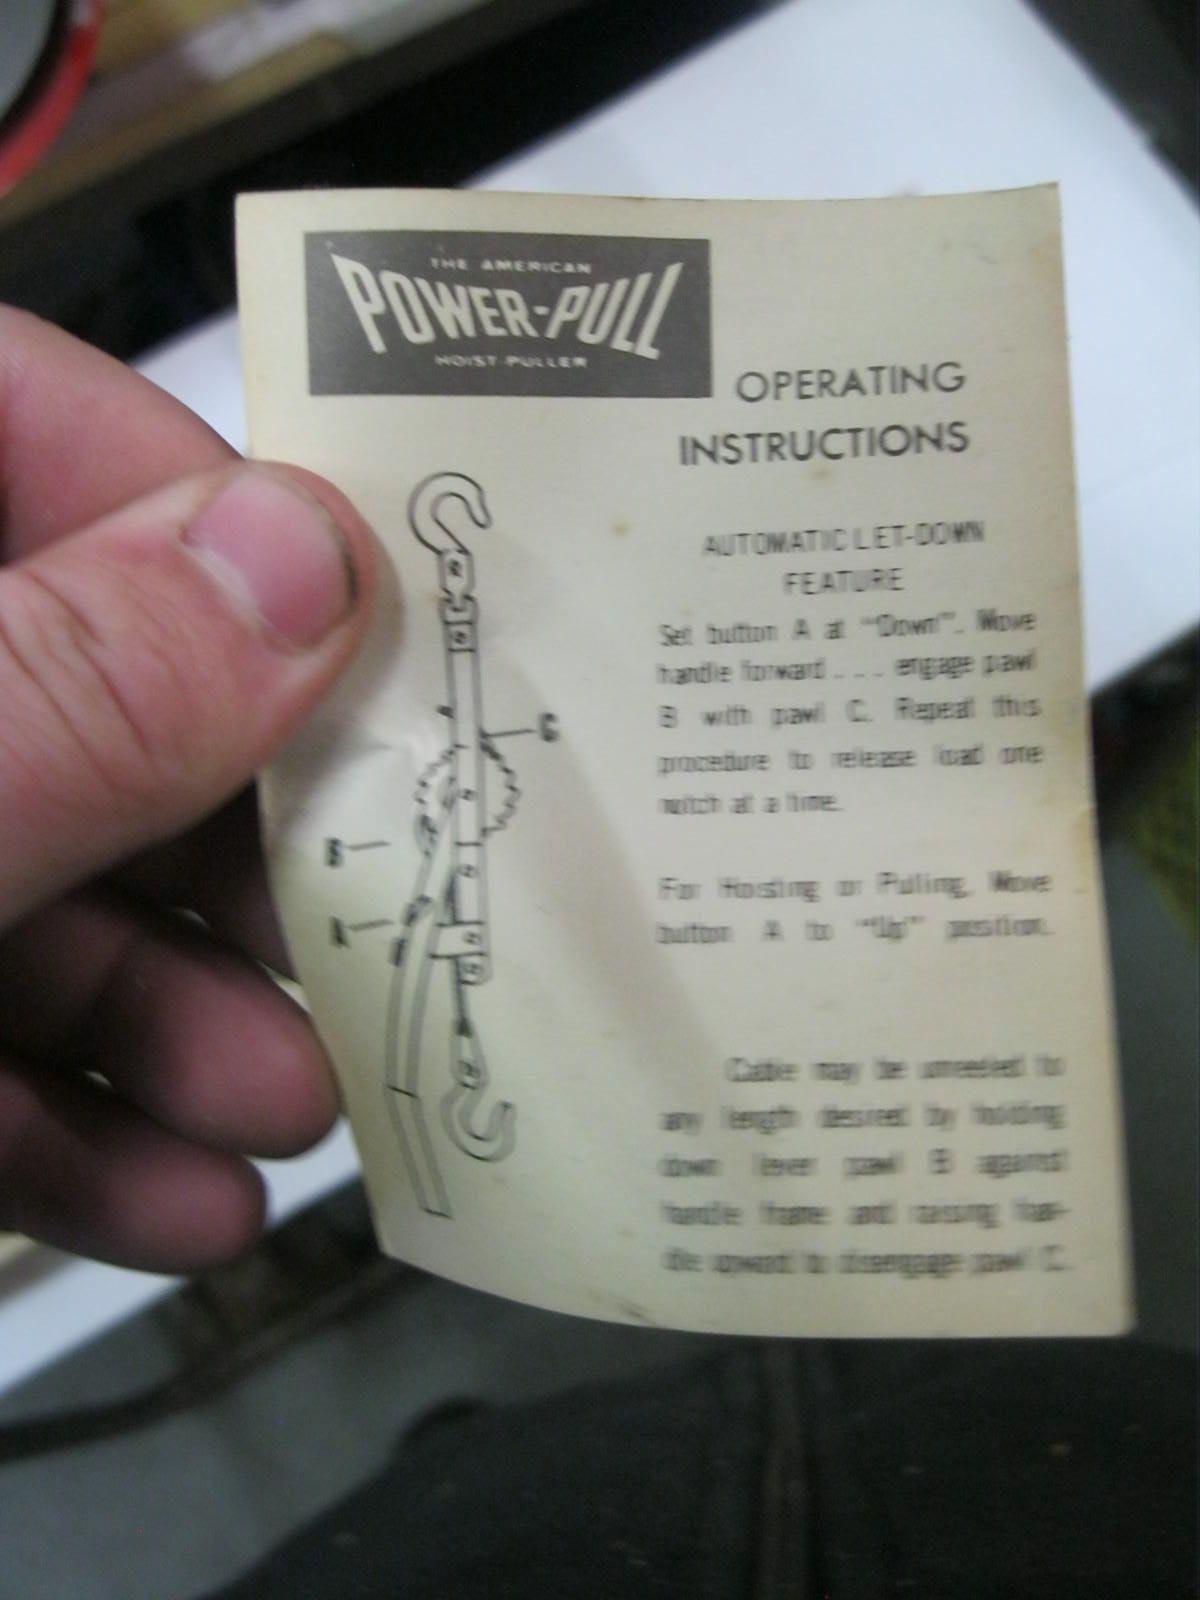 THE AMERICAN
POWER-PULL
HOIST-PULLER
OPERATING
INSTRUCTIONS
AUTOMATIC LET-DOWN
FEATURE
Set button A at "Down". Move
handle forward . . . engage pawl
B with pawl C. Repeat this
procedure to release load one
notch at a time.
For Hoisting or Pulling, Move
button A to "Up" position.
Cable may be unreeled to
any length desired by holding
down lever pawl B against
handle frame and raising han-
dle upward to disengage pawl C.
C
B
A